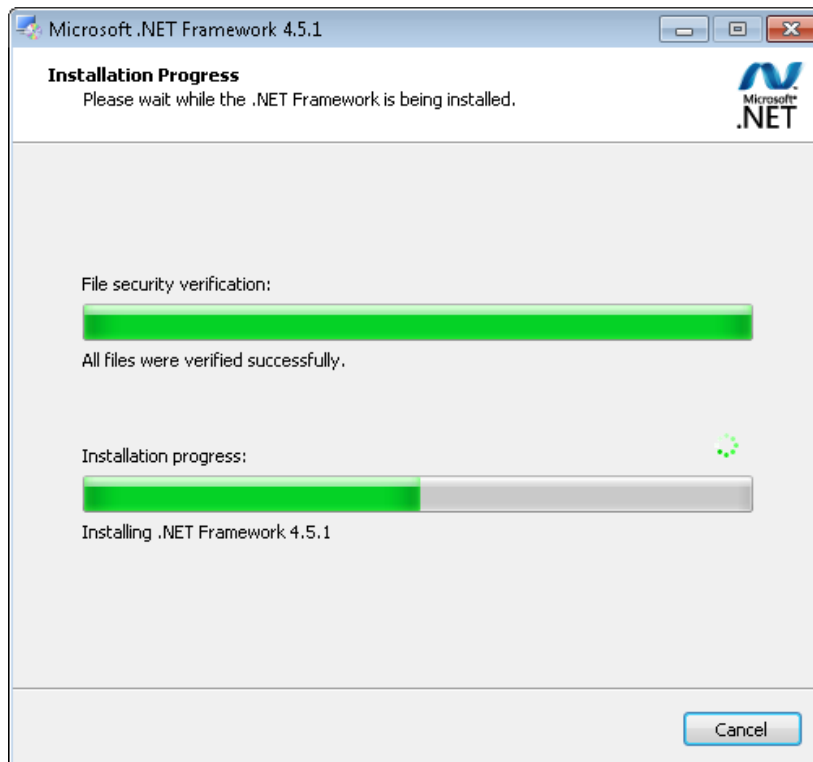 Microsoft .NET Framework 4.5.1
Installation Progress
Please wait while the .NET Framework is being installed.
Microsoft®
.NET
File security verification:
All files were verified successfully.
Installation progress:
Installing .NET Framework 4.5.1
Cancel